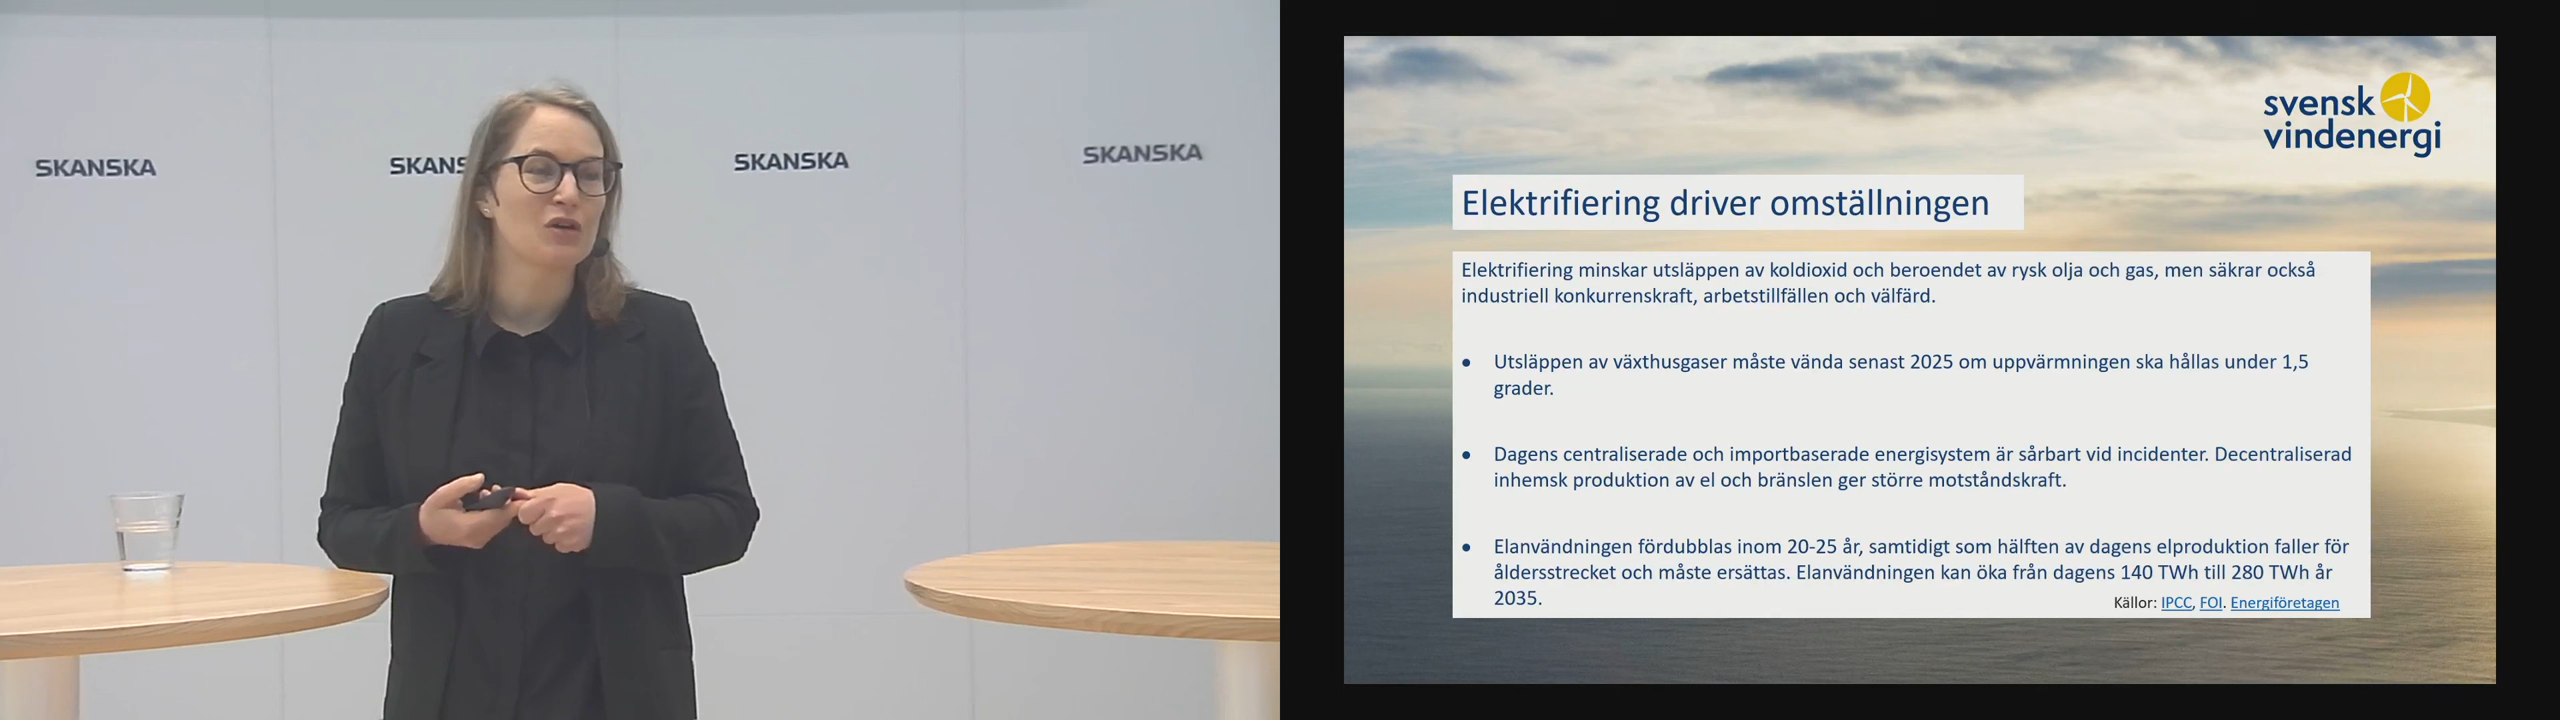 SKANSKA
SKANS
SKANSKA
SKANSKA
svensk
vindenergi
Elektrifiering driver omställningen
Elektrifiering minskar utsläppen av koldioxid och beroendet av rysk olja och gas, men säkrar också
industriell konkurrenskraft, arbetstillfällen och välfärd.
• Utsläppen av växthusgaser måste vända senast 2025 om uppvärmningen ska hållas under 1,5
grader.
• Dagens centraliserade och importbaserade energisystem är sårbart vid incidenter. Decentraliserad
inhemsk produktion av el och bränslen ger större motståndskraft.
• Elanvändningen fördubblas inom 20-25 år, samtidigt som hälften av dagens elproduktion faller för
åldersstrecket och måste ersättas. Elanvändningen kan öka från dagens 140 TWh till 280 TWh år
2035.
Källor: IPCC, FOI. Energiföretagen